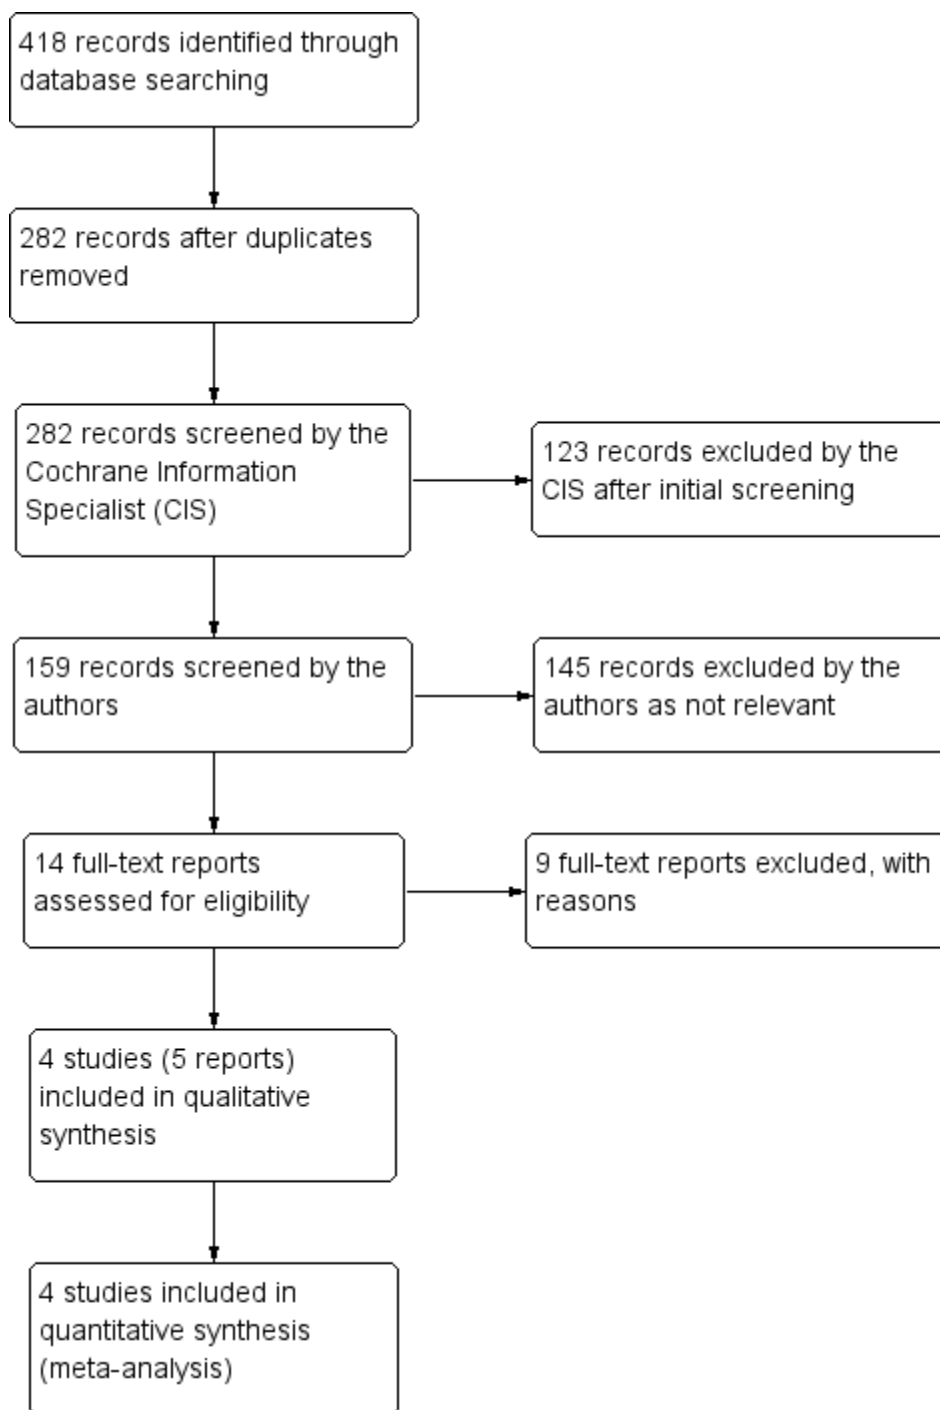 418 records identified through
database searching
282 records after duplicates
removed
282 records screened by the
Cochrane Information
Specialist (CIS)
123 records excluded by the
CIS after initial screening
159 records screened by the
authors
145 records excluded by the
authors as not relevant
14 full-text reports
assessed for eligibility
9 full-text reports excluded, with
reasons
4 studies (5 reports)
included in qualitative
synthesis
4 studies included in
quantitative synthesis
(meta-analysis)